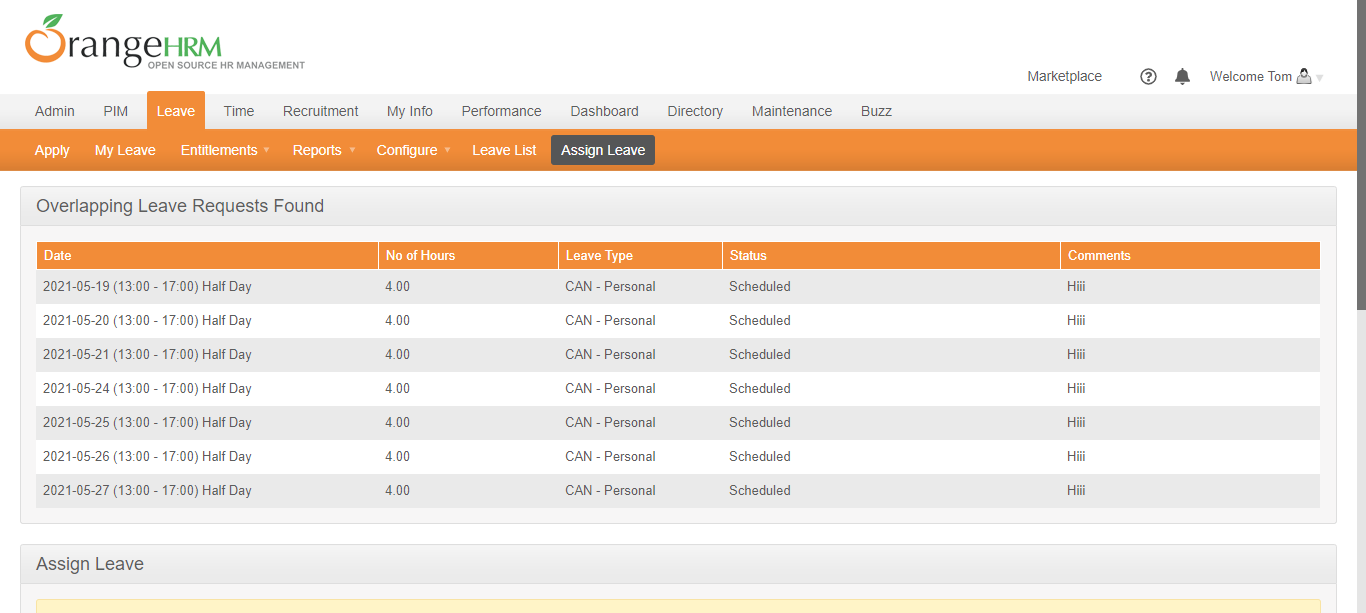 OrangeHRM
OPEN SOURCE HR MANAGEMENT
Marketplace ? Welcome Tom
Admin PIM Leave Time Recruitment My Info Performance Dashboard Directory Maintenance Buzz
Apply My Leave Entitlements Reports Configure Leave List Assign Leave
Overlapping Leave Requests Found
Date No of Hours Leave Type Status Comments
2021-05-19 (13:00 - 17:00) Half Day 4.00 CAN - Personal Scheduled Hiii
2021-05-20 (13:00 - 17:00) Half Day 4.00 CAN - Personal Scheduled Hiii
2021-05-21 (13:00 - 17:00) Half Day 4.00 CAN - Personal Scheduled Hiii
2021-05-24 (13:00 - 17:00) Half Day 4.00 CAN - Personal Scheduled Hiii
2021-05-25 (13:00 - 17:00) Half Day 4.00 CAN - Personal Scheduled Hiii
2021-05-26 (13:00 - 17:00) Half Day 4.00 CAN - Personal Scheduled Hiii
2021-05-27 (13:00 - 17:00) Half Day 4.00 CAN - Personal Scheduled Hiii
Assign Leave